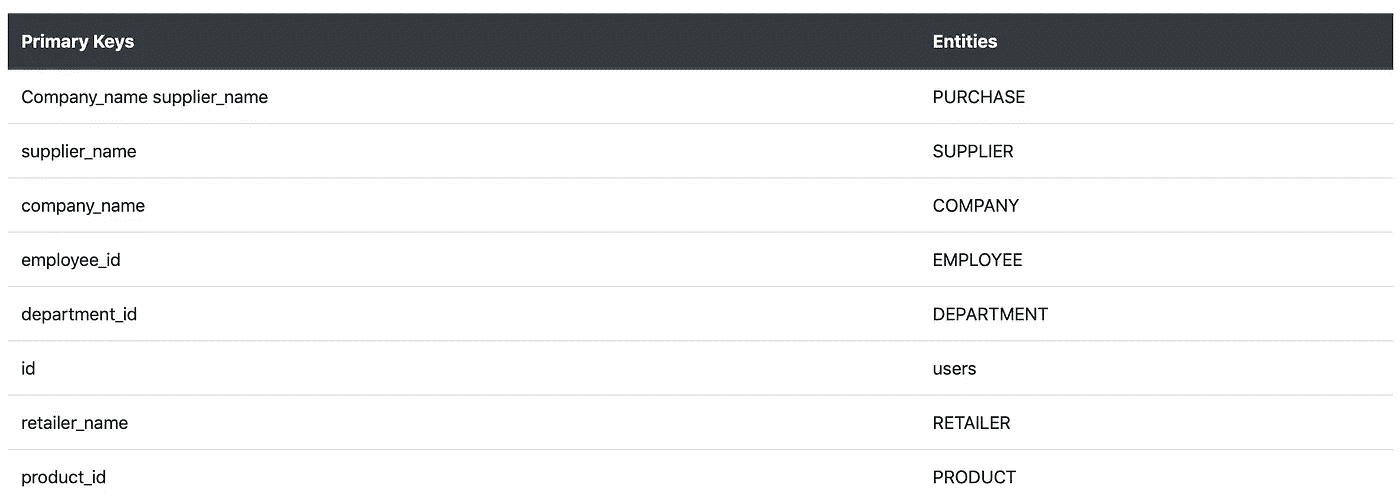 Primary Keys Entities
Company_name supplier_name PURCHASE
supplier_name SUPPLIER
company_name COMPANY
employee_id EMPLOYEE
department_id DEPARTMENT
id users
retailer_name RETAILER
product_id PRODUCT